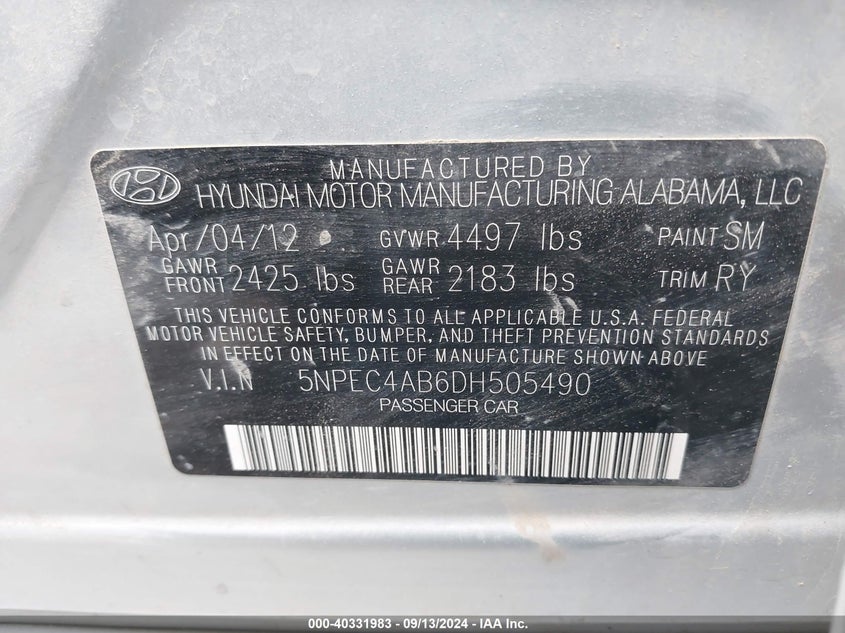 MANUFACTURED BY
HYUNDAI MOTOR MANUFACTURING ALABAMA, LLC
Apr/04/12 GVWR 4497 lbs PAINT SM
GAWR FRONT 2425 lbs GAWR REAR 2183 lbs TRIM RY
THIS VEHICLE CONFORMS TO ALL APPLICABLE U.S.A. FEDERAL
MOTOR VEHICLE SAFETY, BUMPER, AND THEFT PREVENTION STANDARDS
IN EFFECT ON THE DATE OF MANUFACTURE SHOWN ABOVE
V.I.N 5NPEC4AB6DH505490
PASSENGER CAR
000-40331983 - 09/13/2024 - IAA Inc.